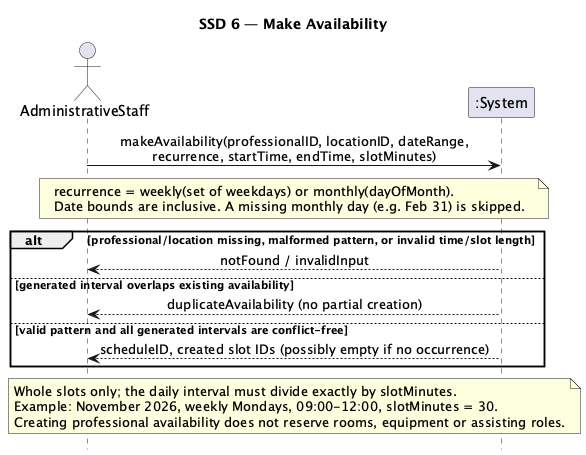 SSD 6 — Make Availability
AdministrativeStaff
:System
makeAvailability(professionalID, locationID, dateRange,
recurrence, startTime, endTime, slotMinutes)
recurrence = weekly(set of weekdays) or monthly(dayOfMonth).
Date bounds are inclusive. A missing monthly day (e.g. Feb 31) is skipped.
alt
[professional/location missing, malformed pattern, or invalid time/slot length]
notFound / invalidInput
[generated interval overlaps existing availability]
duplicateAvailability (no partial creation)
[valid pattern and all generated intervals are conflict-free]
scheduleID, created slot IDs (possibly empty if no occurrence)
Whole slots only; the daily interval must divide exactly by slotMinutes.
Example: November 2026, weekly Mondays, 09:00–12:00, slotMinutes = 30.
Creating professional availability does not reserve rooms, equipment or assisting roles.